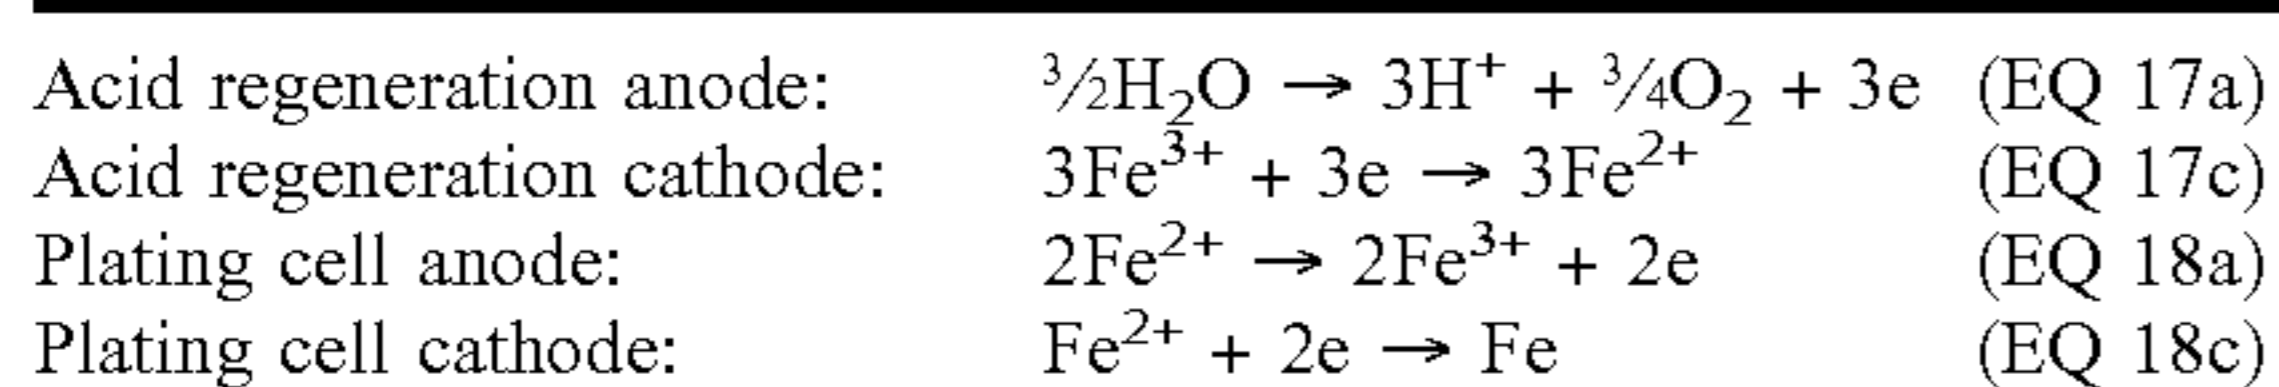 Acid regeneration anode: ³⁄₂H₂O → 3H⁺ + ¾O₂ + 3e (EQ 17a)
Acid regeneration cathode: 3Fe³⁺ + 3e → 3Fe²⁺ (EQ 17c)
Plating cell anode: 2Fe²⁺ → 2Fe³⁺ + 2e (EQ 18a)
Plating cell cathode: Fe²⁺ + 2e → Fe (EQ 18c)